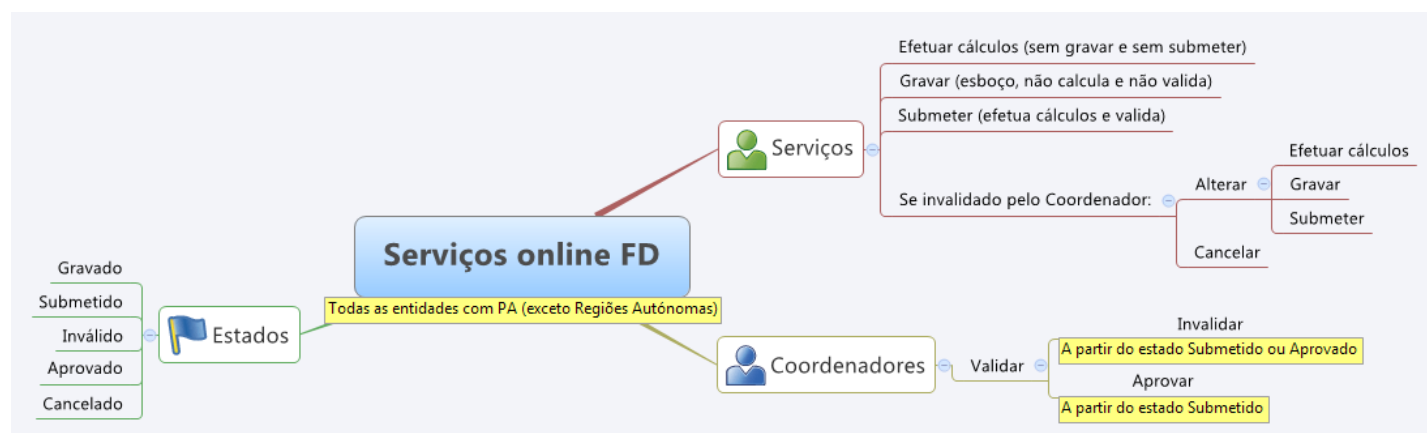 Serviços online FD
Todas as entidades com PA (exceto Regiões Autónomas)
Serviços
Efetuar cálculos (sem gravar e sem submeter)
Gravar (esboço, não calcula e não valida)
Submeter (efetua cálculos e valida)
Se invalidado pelo Coordenador:
Alterar
Efetuar cálculos
Gravar
Submeter
Cancelar
Coordenadores
Validar
Invalidar
A partir do estado Submetido ou Aprovado
Aprovar
A partir do estado Submetido
Estados
Gravado
Submetido
Inválido
Aprovado
Cancelado